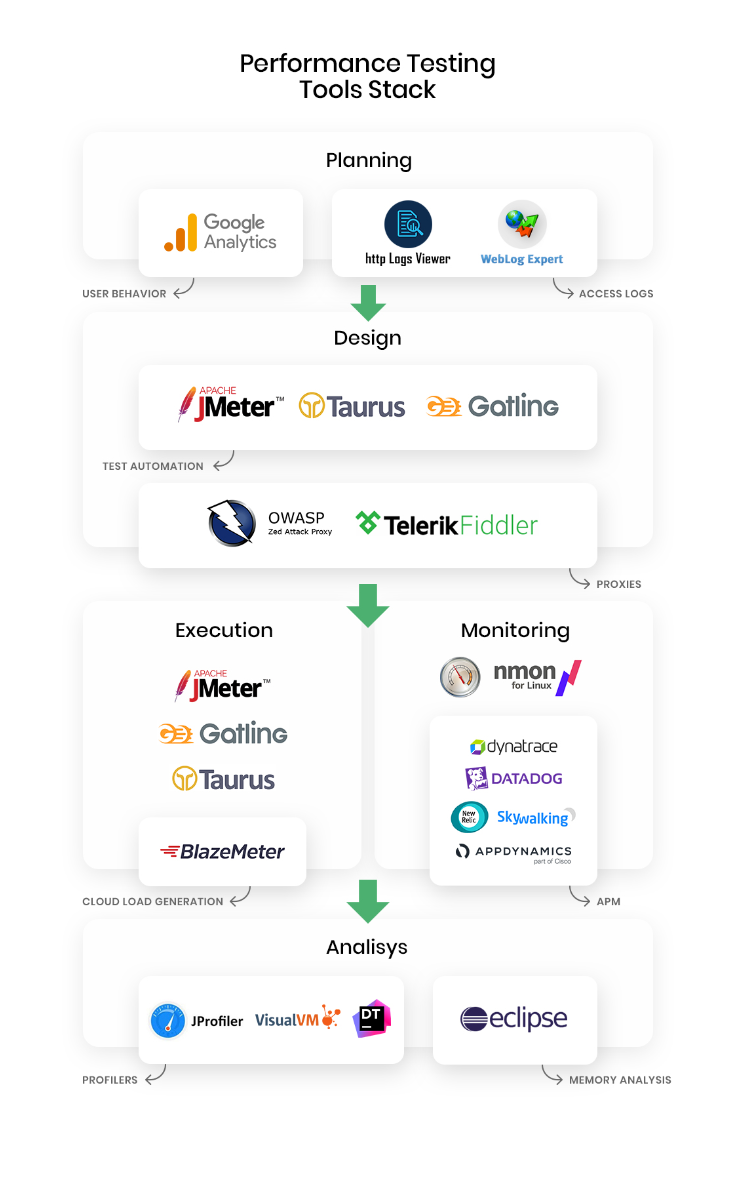 Performance Testing
Tools Stack
Planning
Google
Analytics
http Logs Viewer
WebLog Expert
USER BEHAVIOR
ACCESS LOGS
Design
APACHE
JMeter™
Taurus
Gatling
TEST AUTOMATION
OWASP
Zed Attack Proxy
TelerikFiddler
PROXIES
Execution
APACHE
JMeter™
Gatling
Taurus
BlazeMeter
CLOUD LOAD GENERATION
Monitoring
nmon
for Linux
dynatrace
DATADOG
New
Relic
Skywalking
APPDYNAMICS
part of Cisco
APM
Analisys
JProfiler
VisualVM
DT
eclipse
PROFILERS
MEMORY ANALYSIS